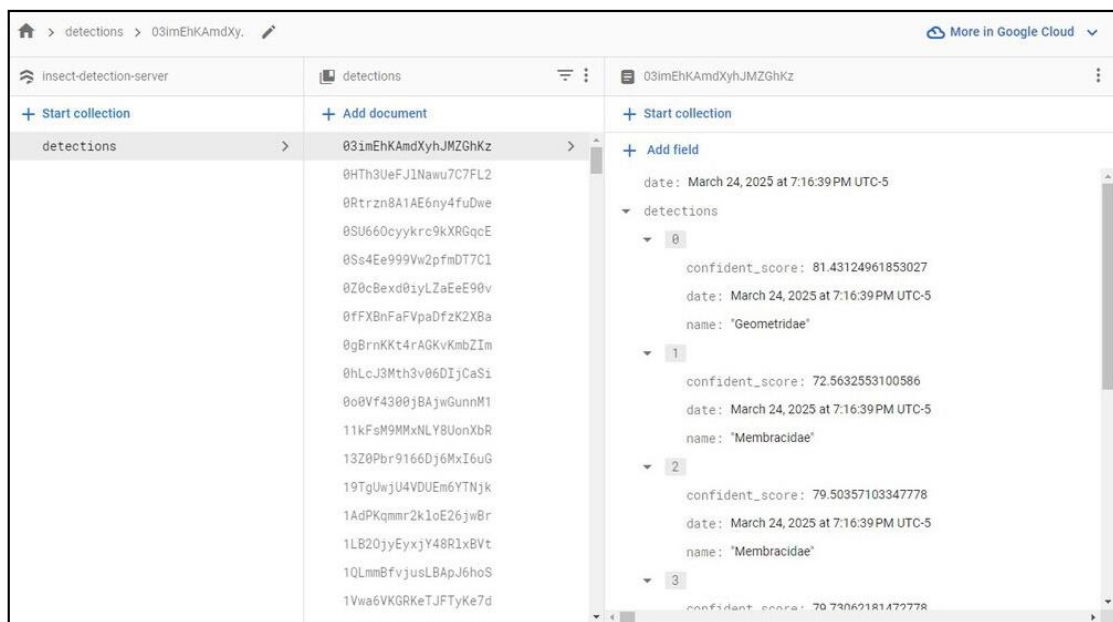 detections > 03imEhKAmdXy.
More in Google Cloud
insect-detection-server
+ Start collection
detections
detections
+ Add document
03imEhKAmdXyhJMZGhKz
0HTh3UeFJlNawu7C7FL2
0Rtrzn8A1AE6ny4fuDwe
0SU66Ocyykrc9kXRGqcE
0Ss4Ee999Vw2pfmDT7Cl
0Z0cBexd0iyLZaEeE90v
0fFXBnFaFVpaDfzK2XBa
0gBrnKKt4rAGKvKmbZIm
0hLcJ3Mth3v06DIjCaSi
0o0Vf4300jBAjwGunnM1
11kFsM9MMxNLY8UonXbR
13Z0Pbr9166Dj6MxI6uG
19TgUwjU4VDUEm6YTNjk
1AdPKqmmr2kloE26jwBr
1LB2OjyEyxjY48RlxBVt
1QLmmBfvjusLBApJ6hoS
1Vwa6VKGRKeTJFTyKe7d
03imEhKAmdXyhJMZGhKz
+ Start collection
+ Add field
date: March 24, 2025 at 7:16:39 PM UTC-5
detections
0
confident_score: 81.43124961853027
date: March 24, 2025 at 7:16:39 PM UTC-5
name: "Geometridae"
1
confident_score: 72.5632553100586
date: March 24, 2025 at 7:16:39 PM UTC-5
name: "Membracidae"
2
confident_score: 79.50357103347778
date: March 24, 2025 at 7:16:39 PM UTC-5
name: "Membracidae"
3
confident_score: 79.73062181472778